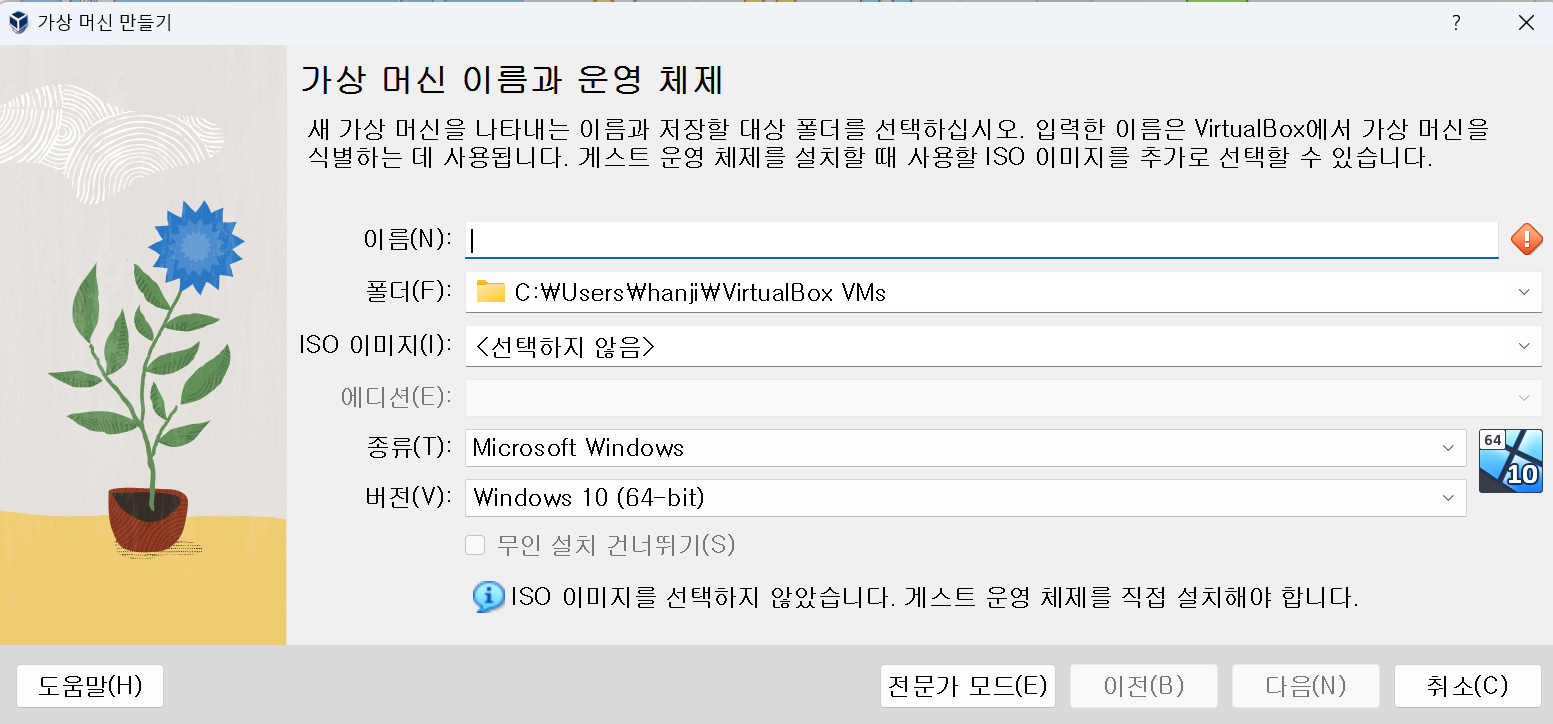 가상 머신 만들기
?
가상 머신 이름과 운영 체제
새 가상 머신을 나타내는 이름과 저장할 대상 폴더를 선택하십시오. 입력한 이름은 VirtualBox에서 가상 머신을
식별하는 데 사용됩니다. 게스트 운영 체제를 설치할 때 사용할 ISO 이미지를 추가로 선택할 수 있습니다.
이름(N):
폴더(F): C:₩Users₩hanji₩VirtualBox VMs
ISO 이미지(I): <선택하지 않음>
에디션(E):
종류(T): Microsoft Windows
64
10
버전(V): Windows 10 (64-bit)
무인 설치 건너뛰기(S)
ISO 이미지를 선택하지 않았습니다. 게스트 운영 체제를 직접 설치해야 합니다.
도움말(H) 전문가 모드(E) 이전(B) 다음(N) 취소(C)